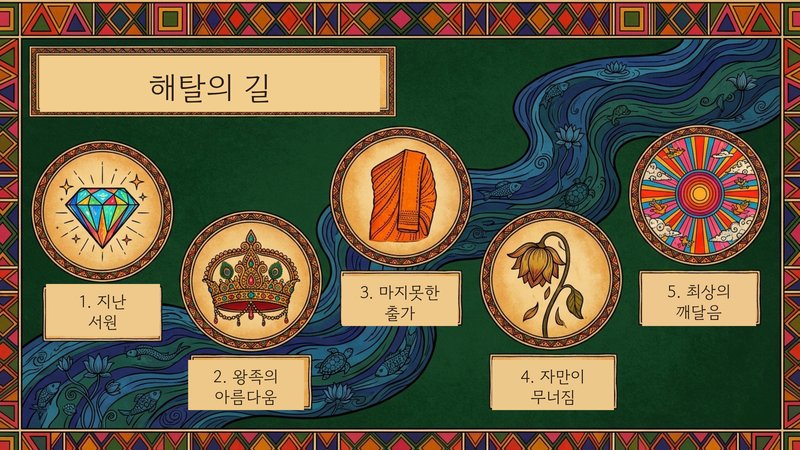 해탈의 길
1. 지난
서원
2. 왕족의
아름다움
3. 마지못한
출가
4. 자만이
무너짐
5. 최상의
깨달음